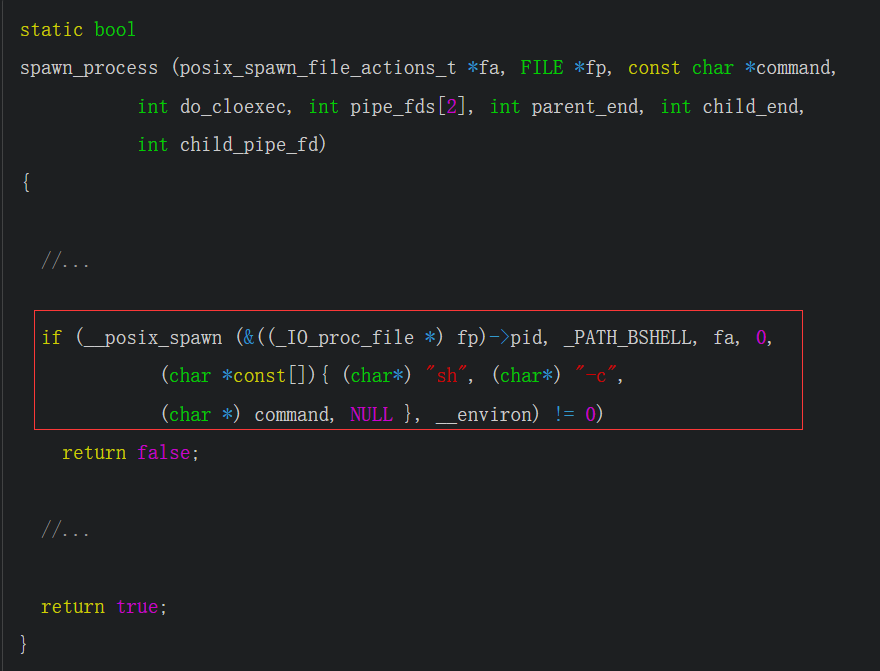 static bool
spawn_process (posix_spawn_file_actions_t *fa, FILE *fp, const char *command,
int do_cloexec, int pipe_fds[2], int parent_end, int child_end,
int child_pipe_fd)
{
//...
if (__posix_spawn (&((_IO_proc_file *) fp)->pid, _PATH_BSHELL, fa, 0,
(char *const[]){ (char*) "sh", (char*) "-c",
(char *) command, NULL }, __environ) != 0)
return false;
//...
return true;
}